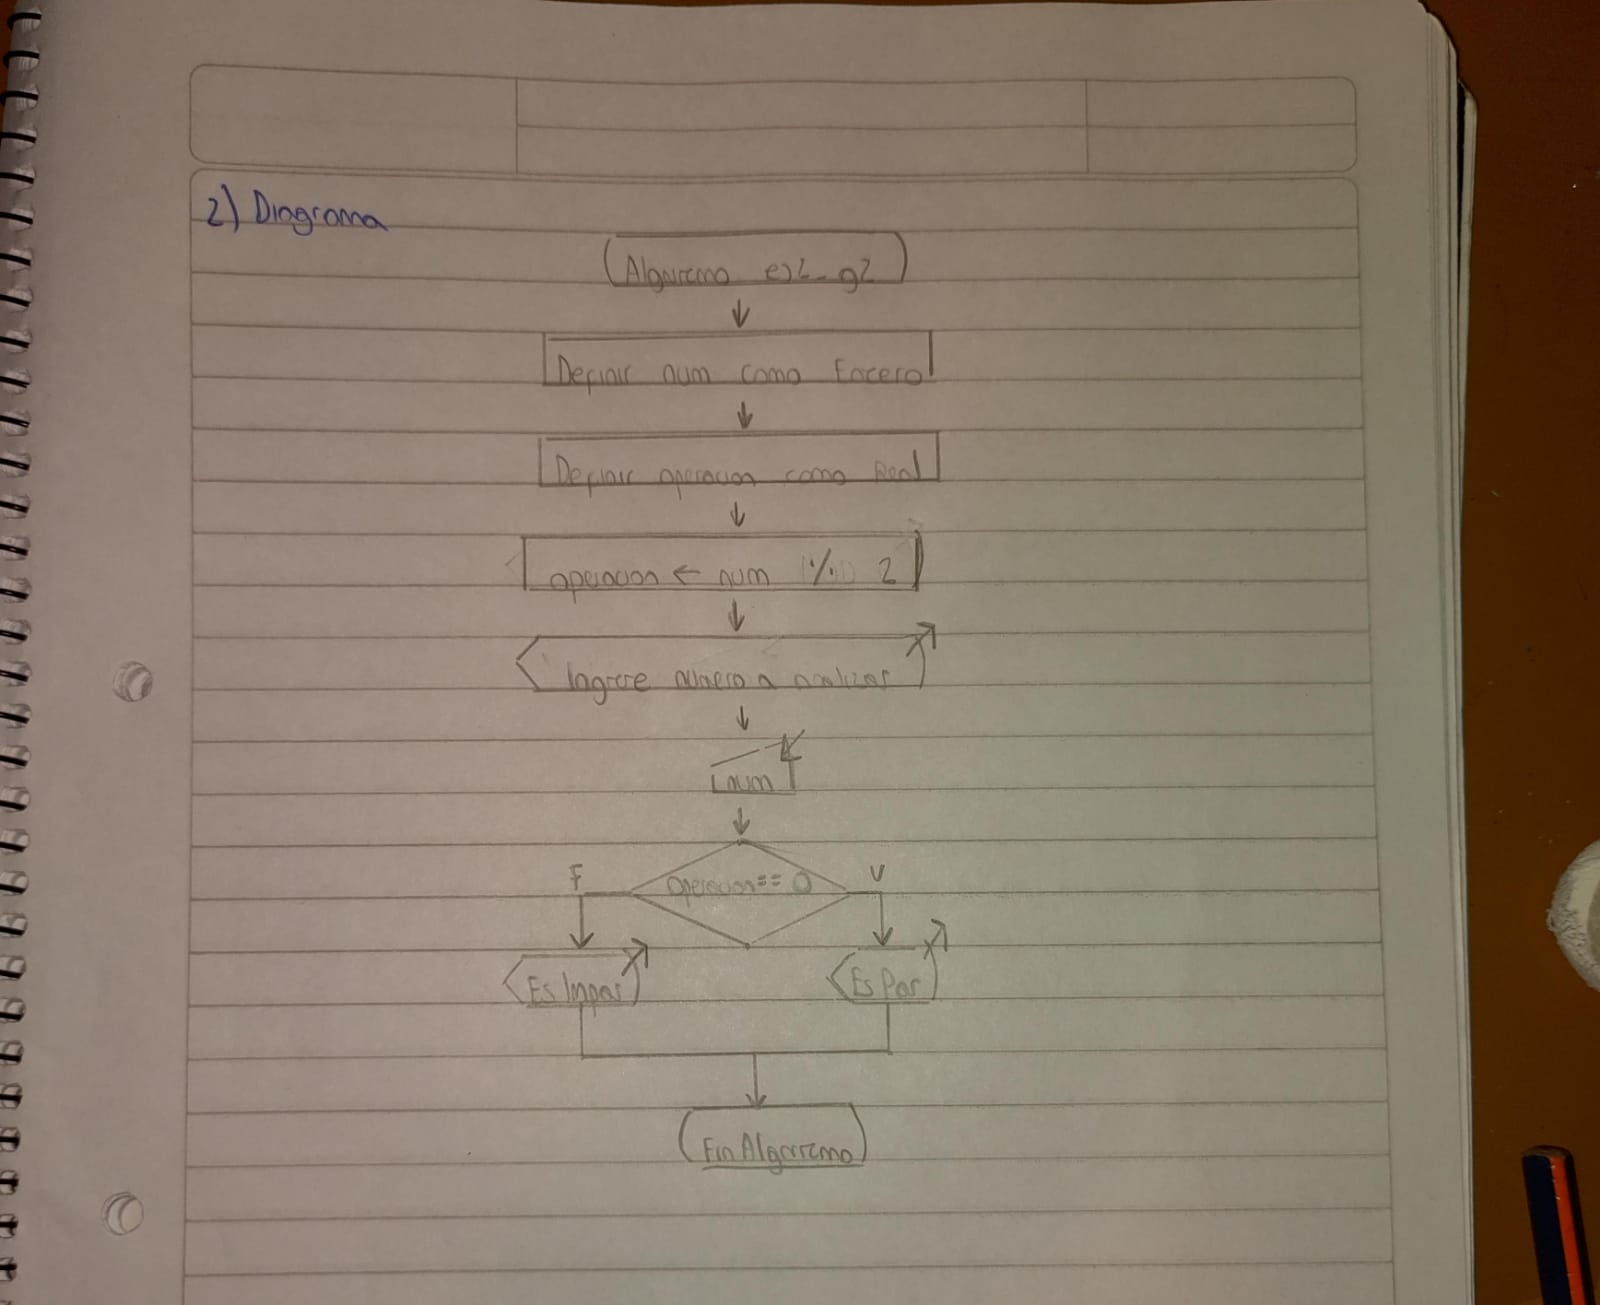 2) Diagrama
Algoritmo ej2_g2
Definir num como Entero
Definir operacion como Real
operacion ← num % 2
Ingrese numero a analizar
num
F operacion == 0 V
Es Impar Es Par
Fin Algoritmo